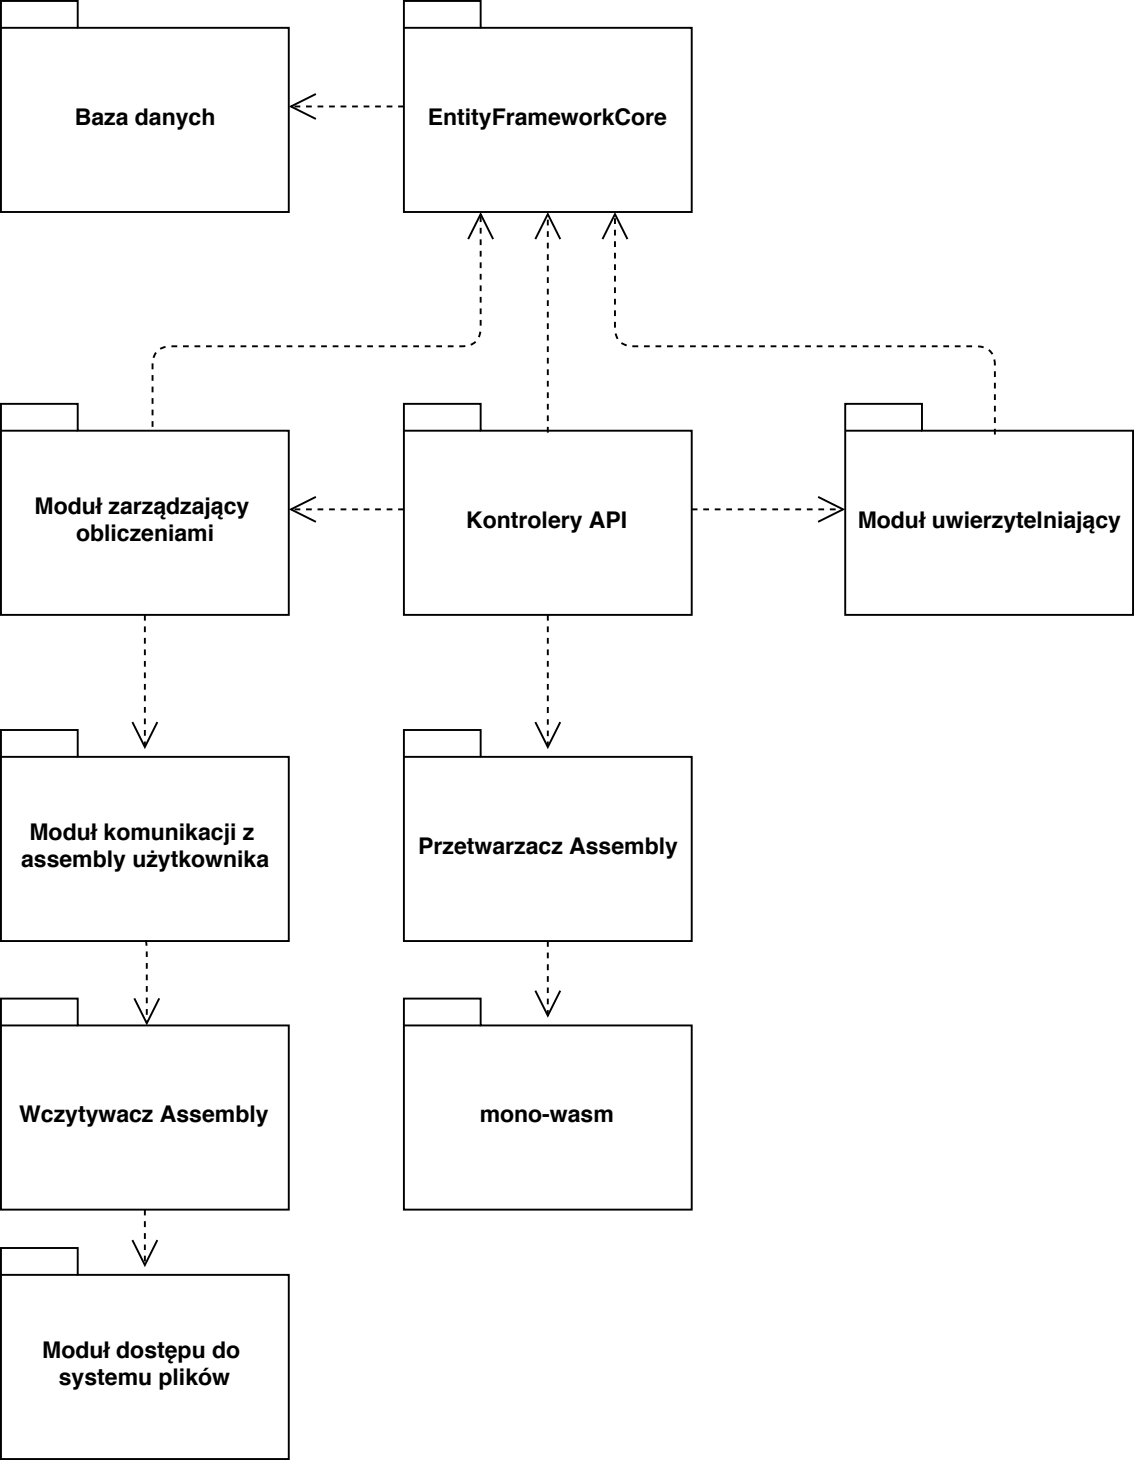 Baza danych
EntityFrameworkCore
Moduł zarządzający
obliczeniami
Kontrolery API
Moduł uwierzytelniający
Moduł komunikacji z
assembly użytkownika
Przetwarzacz Assembly
Wczytywacz Assembly
mono-wasm
Moduł dostępu do
systemu plików